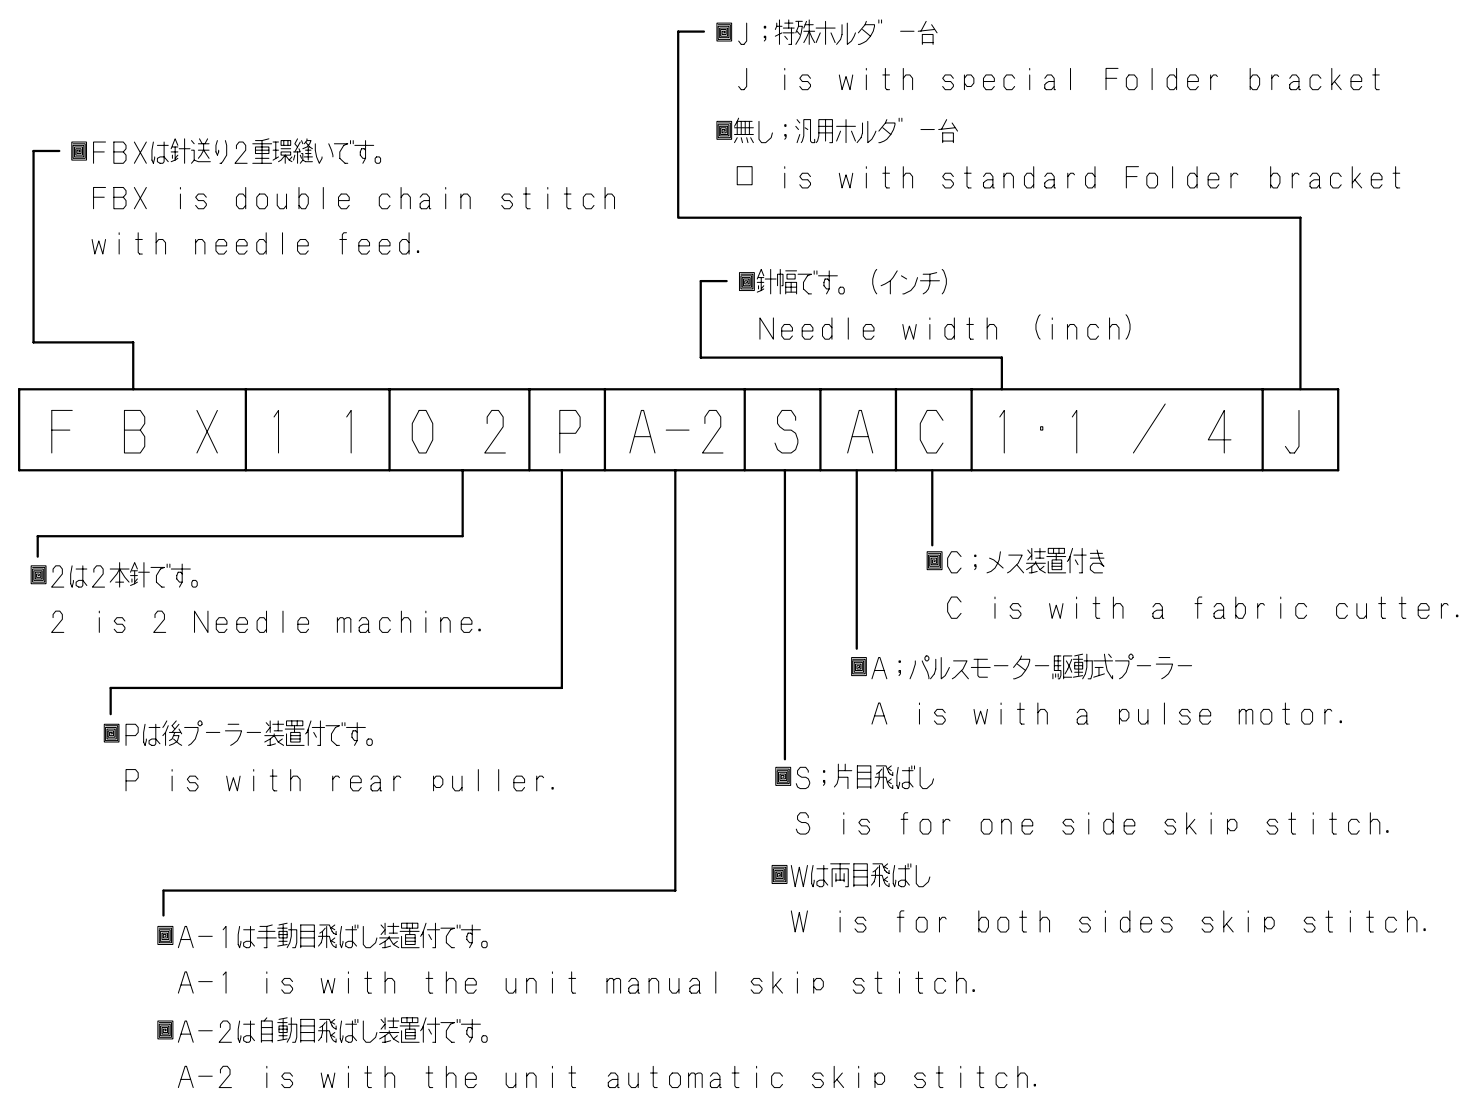 ▣J;特殊ホルダー台
J is with special Folder bracket
▣無し;汎用ホルダー台
□ is with standard Folder bracket
▣FBXは針送り2重環縫いです。
FBX is double chain stitch
with needle feed.
▣針幅です。(インチ)
Needle width (inch)
FBX1102PA-2SAC1・1/4J
▣2は2本針です。
2 is 2 Needle machine.
▣C;メス装置付き
C is with a fabric cutter.
▣A;パルスモーター駆動式プーラー
A is with a pulse motor.
▣Pは後プーラー装置付です。
P is with rear puller.
▣S;片目飛ばし
S is for one side skip stitch.
▣Wは両目飛ばし
W is for both sides skip stitch.
▣A-1は手動目飛ばし装置付です。
A-1 is with the unit manual skip stitch.
▣A-2は自動目飛ばし装置付です。
A-2 is with the unit automatic skip stitch.